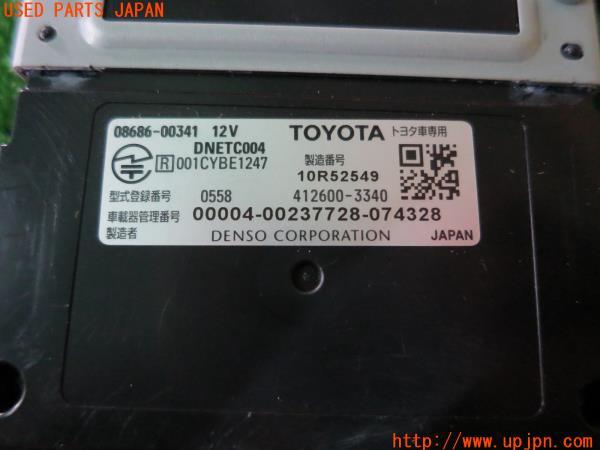 USED PARTS JAPAN
08686-00341 12V TOYOTA トヨタ車専用
DNETC004
R 001CYBE1247 製造番号
10R52549
型式登録番号 0558 412600-3340
車載器管理番号 00004-00237728-074328
製造者 DENSO CORPORATION JAPAN
http://www.upjpn.com/